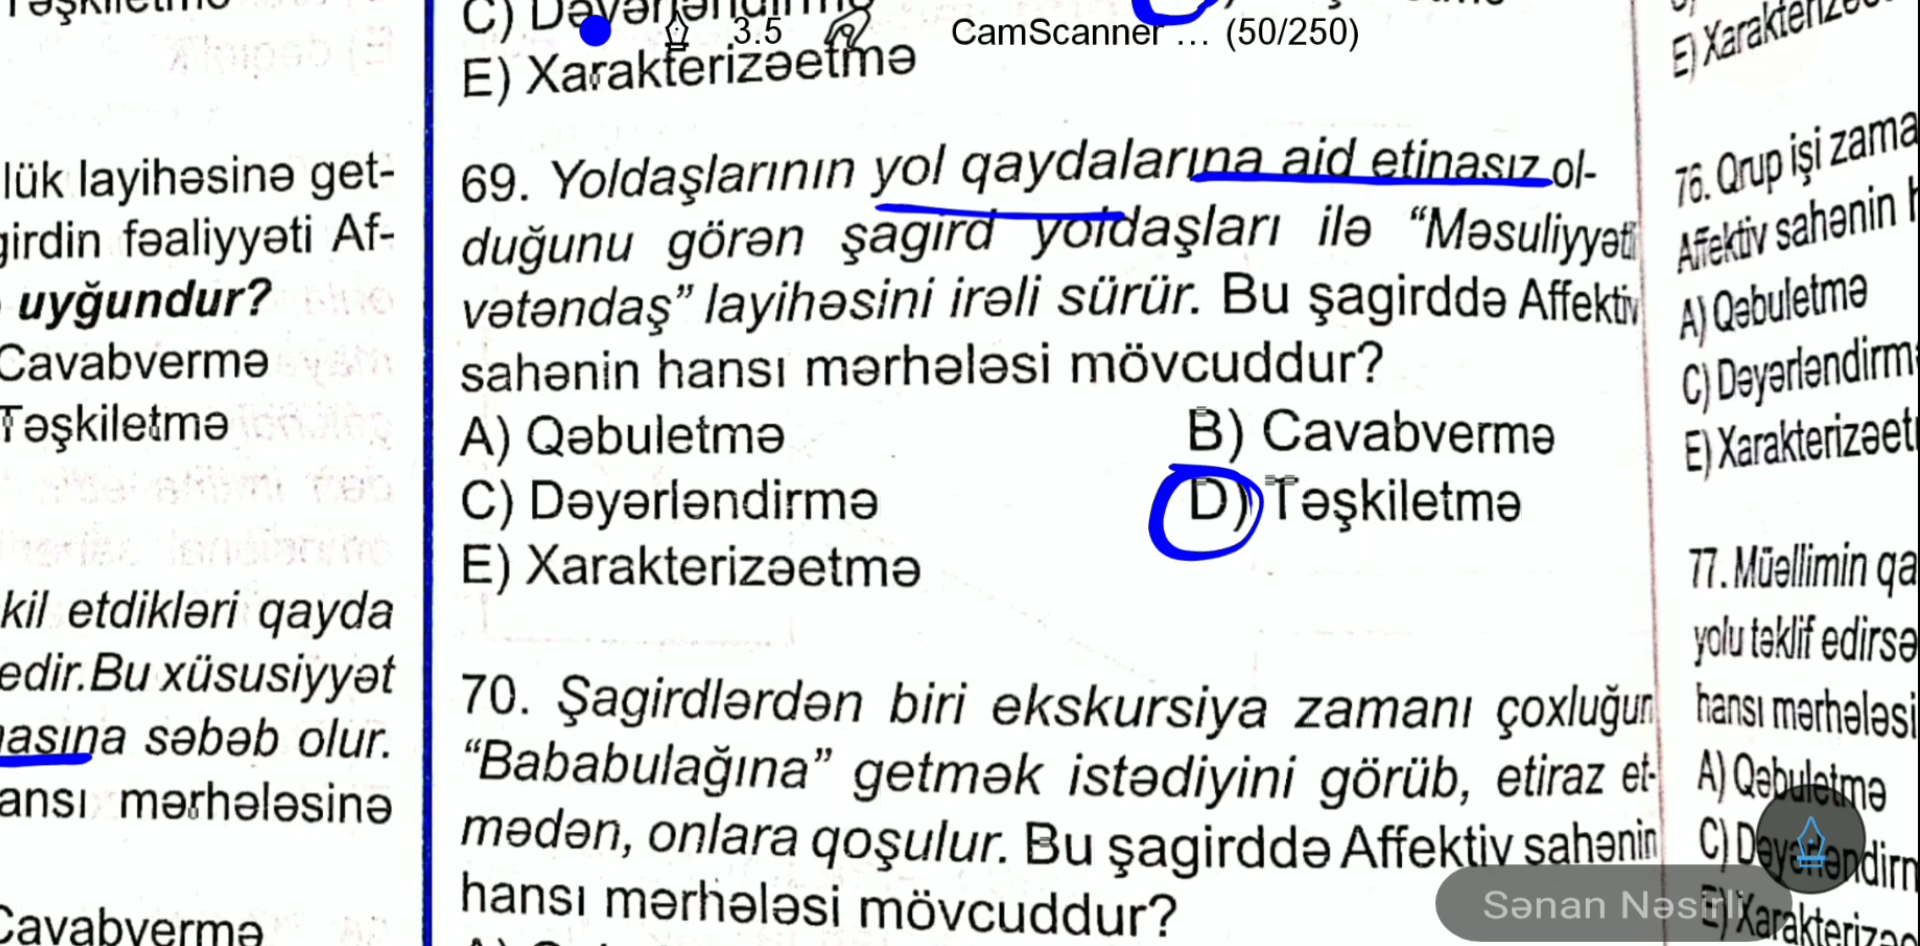 C) Dəyərləndirmə
3.5
CamScanner ... (50/250)
E) Xarakterizəetmə
lük layihəsinə get-
girdin fəaliyyəti Af-
uyğundur?
Cavabvermə
Təşkiletmə
kil etdikləri qayda
edir.Bu xüsusiyyət
asına səbəb olur.
ansı mərhələsinə
Cavabvermə
69. Yoldaşlarının yol qaydalarına aid etinasız ol-
duğunu görən şagird yoldaşları ilə “Məsuliyyətli
vətəndaş” layihəsini irəli sürür. Bu şagirddə Affektiv
sahənin hansı mərhələsi mövcuddur?
A) Qəbuletmə
B) Cavabvermə
C) Dəyərləndirmə
D) Təşkiletmə
E) Xarakterizəetmə
70. Şagirdlərdən biri ekskursiya zamanı çoxluğun
“Bababulağına” getmək istədiyini görüb, etiraz et-
mədən, onlara qoşulur. Bu şagirddə Affektiv sahənin
hansı mərhələsi mövcuddur?
E) Xarakterizəet
76. Qrup işi zama
Affektiv sahənin h
A) Qəbuletmə
C) Dəyərləndirmə
E) Xarakterizəet
77. Müəllimin qa
yolu təklif edirsə
hansı mərhələsi
A) Qəbuletmə
C) Dəyərləndirm
E) Xarakterizəe
Sənan Nəsirli